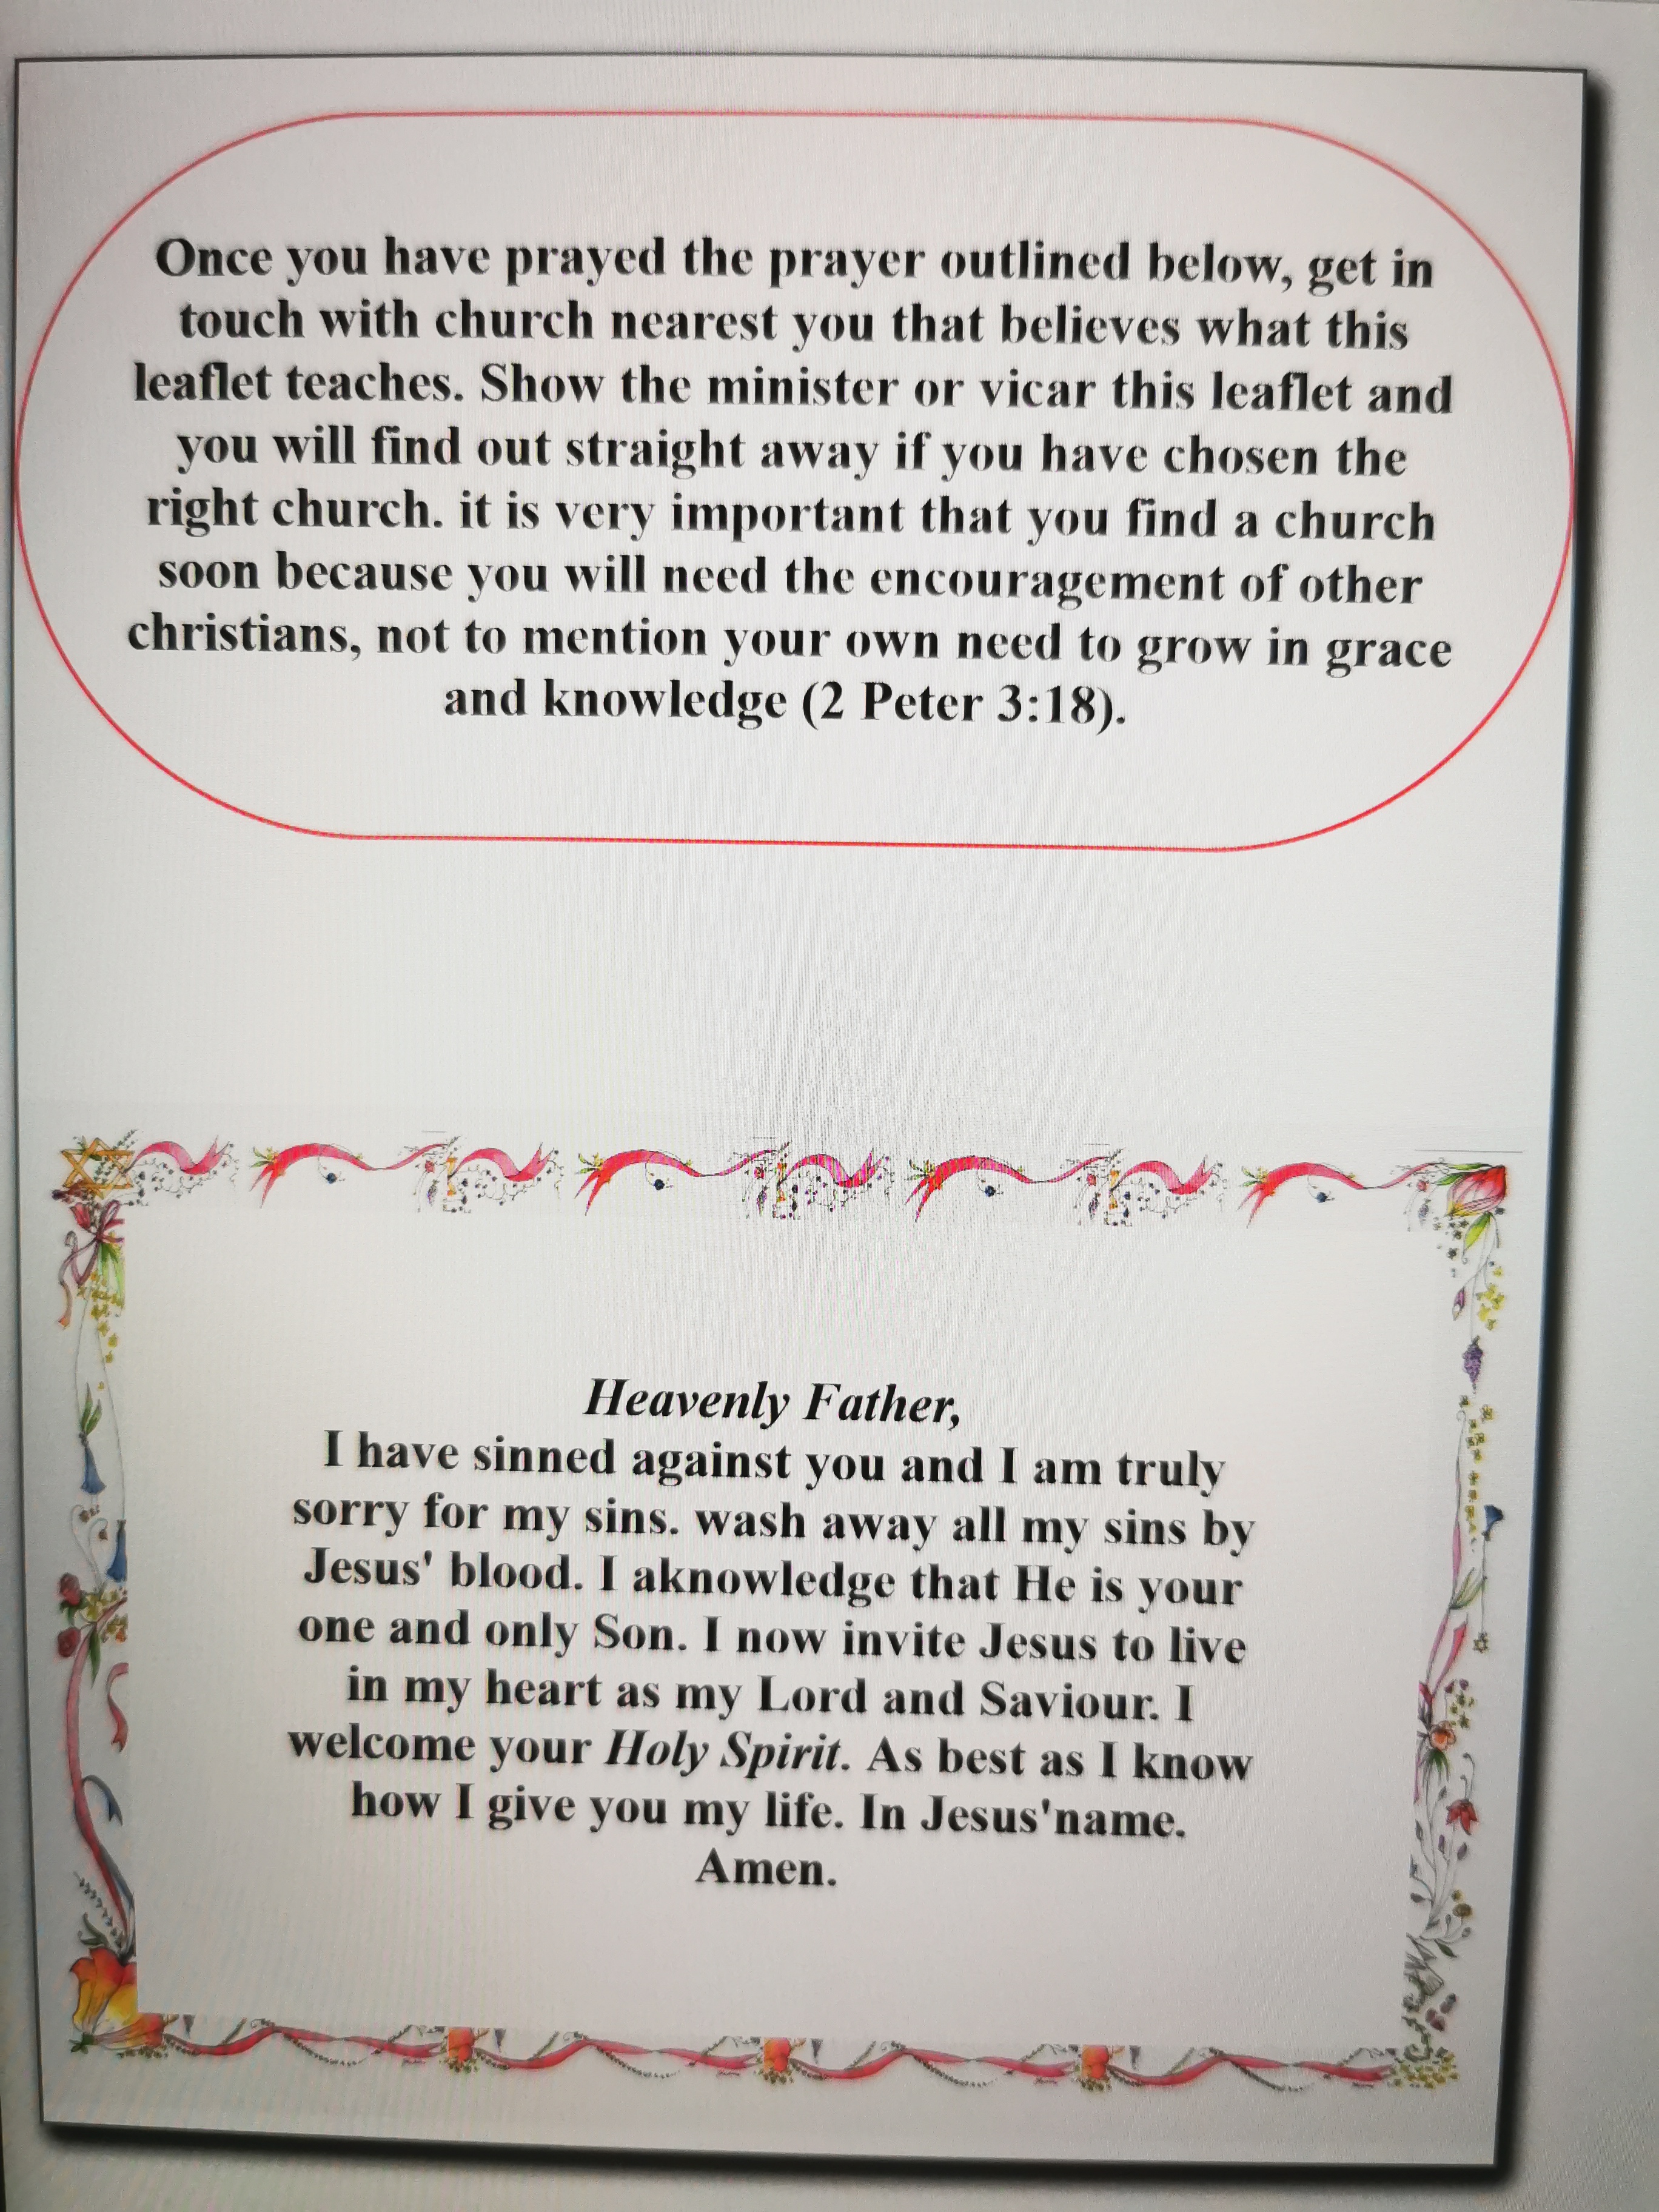 Once you have prayed the prayer outlined below, get in
touch with church nearest you that believes what this
leaflet teaches. Show the minister or vicar this leaflet and
you will find out straight away if you have chosen the
right church. it is very important that you find a church
soon because you will need the encouragement of other
christians, not to mention your own need to grow in grace
and knowledge (2 Peter 3:18).
Heavenly Father,
I have sinned against you and I am truly
sorry for my sins. wash away all my sins by
Jesus' blood. I aknowledge that He is your
one and only Son. I now invite Jesus to live
in my heart as my Lord and Saviour. I
welcome your Holy Spirit. As best as I know
how I give you my life. In Jesus'name.
Amen.